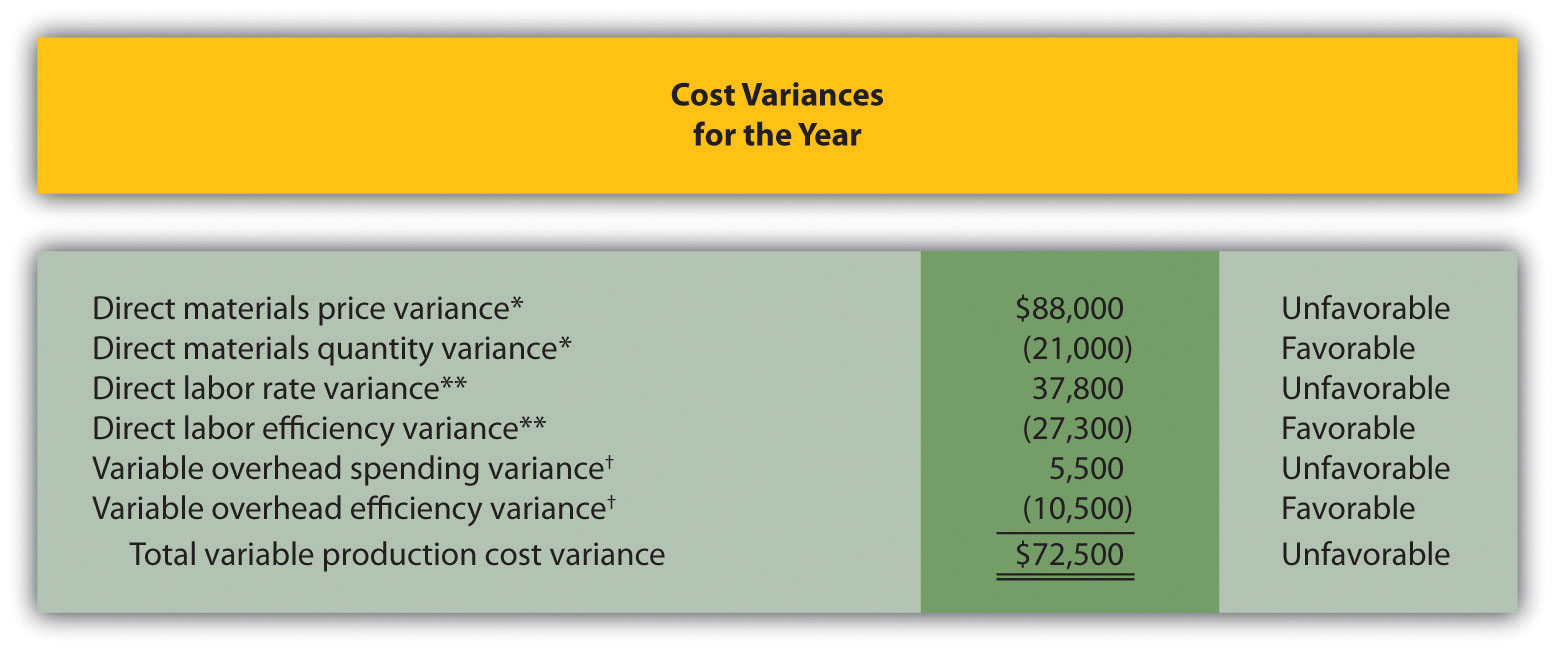 Cost Variances
for the Year
Direct materials price variance* $88,000 Unfavorable
Direct materials quantity variance* (21,000) Favorable
Direct labor rate variance** 37,800 Unfavorable
Direct labor efficiency variance** (27,300) Favorable
Variable overhead spending variance† 5,500 Unfavorable
Variable overhead efficiency variance† (10,500) Favorable
Total variable production cost variance $72,500 Unfavorable